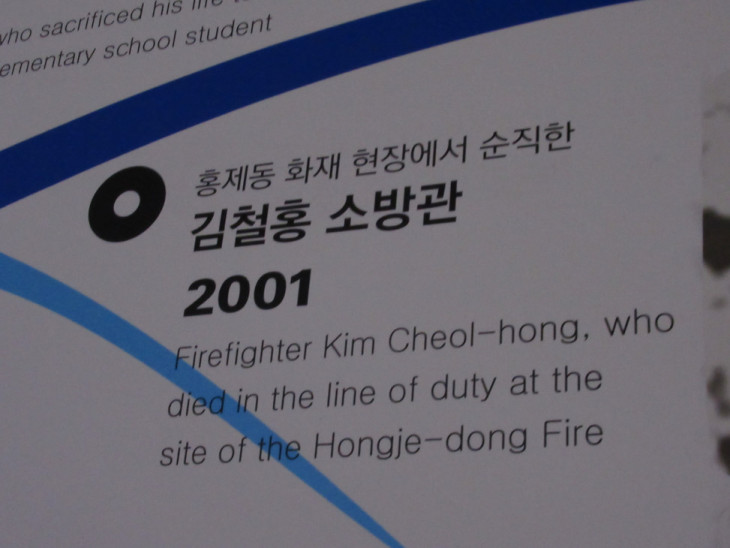 who sacrificed his life
elementary school student
홍제동 화재 현장에서 순직한
김철홍 소방관
2001
Firefighter Kim Cheol-hong, who
died in the line of duty at the
site of the Hongje-dong Fire